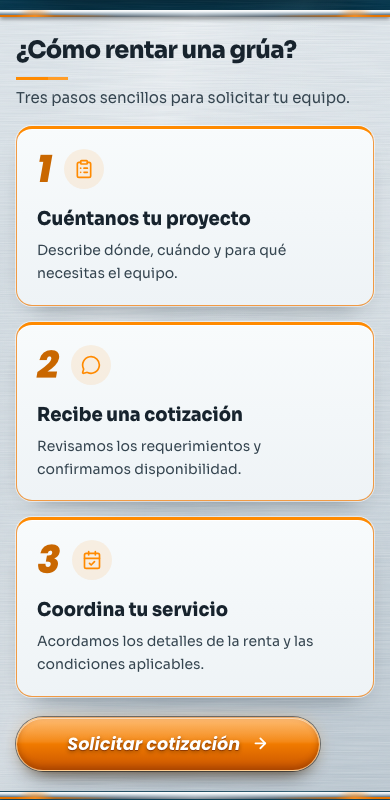 ¿Cómo rentar una grúa?
Tres pasos sencillos para solicitar tu equipo.
1
Cuéntanos tu proyecto
Describe dónde, cuándo y para qué
necesitas el equipo.
2
Recibe una cotización
Revisamos los requerimientos y
confirmamos disponibilidad.
3
Coordina tu servicio
Acordamos los detalles de la renta y las
condiciones aplicables.
Solicitar cotización